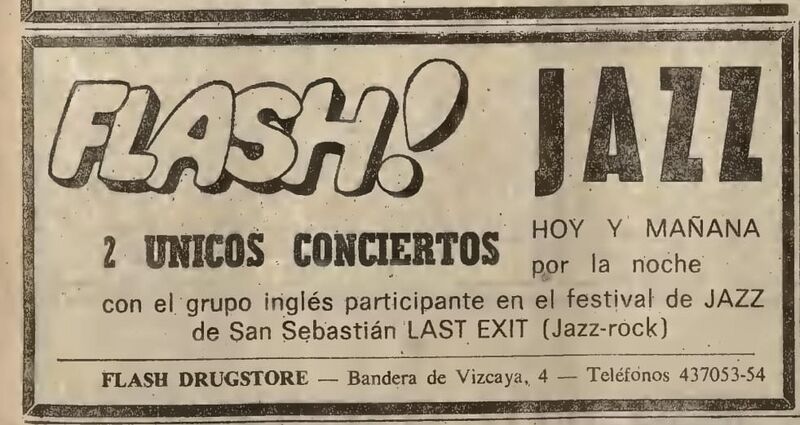 FLASH!
JAZZ
2 UNICOS CONCIERTOS
HOY Y MAÑANA
por la noche
con el grupo inglés participante en el festival de JAZZ
de San Sebastián LAST EXIT (Jazz-rock)
FLASH DRUGSTORE — Bandera de Vizcaya, 4 — Teléfonos 437053-54